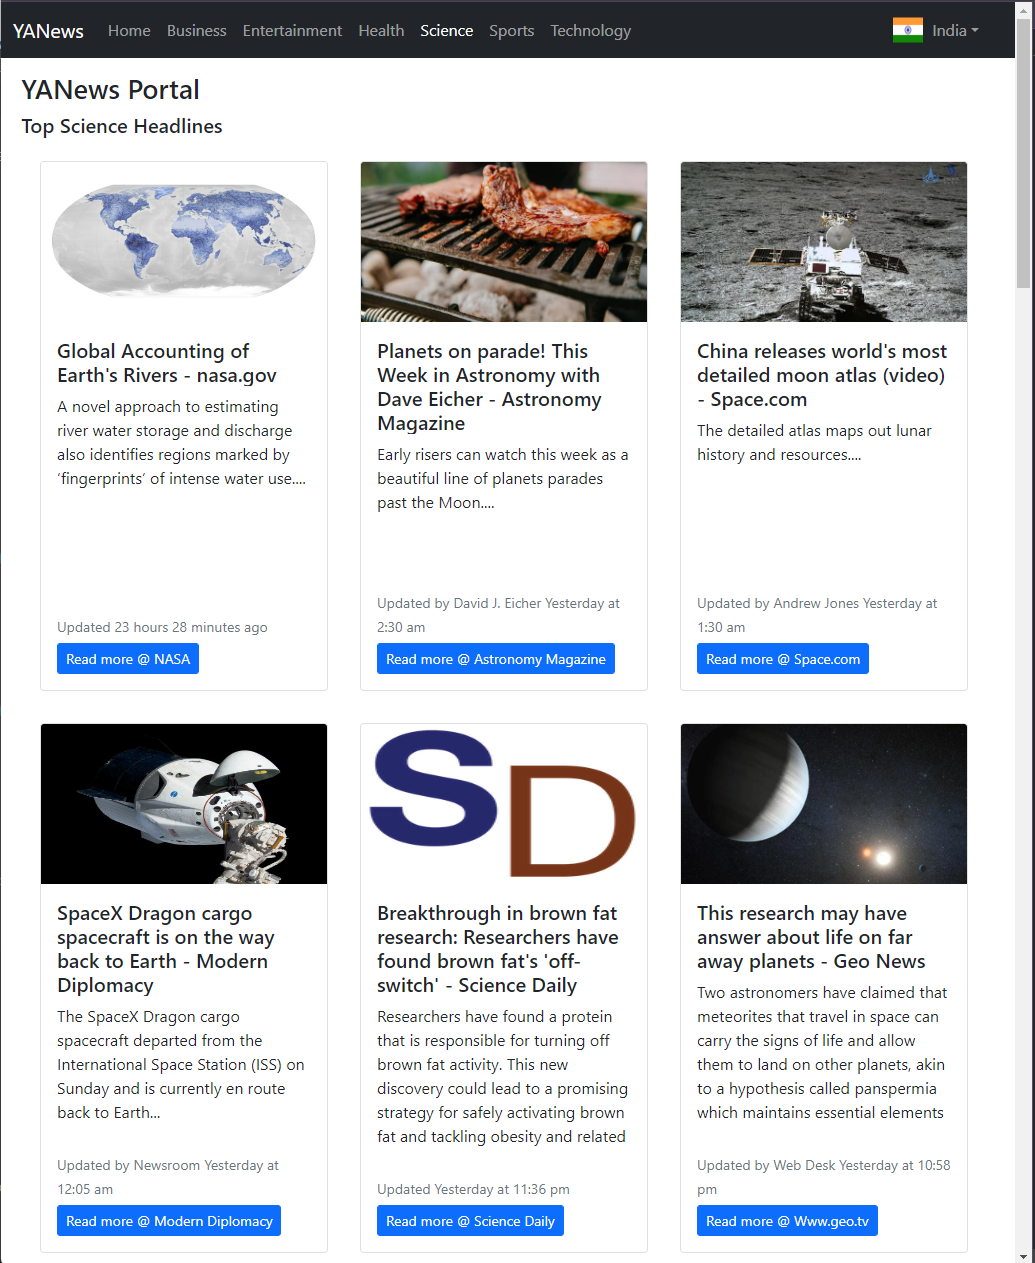 YANews Home Business Entertainment Health Science Sports Technology India
YANews Portal
Top Science Headlines
Global Accounting of
Earth's Rivers - nasa.gov
A novel approach to estimating
river water storage and discharge
also identifies regions marked by
‘fingerprints’ of intense water use....
Updated 23 hours 28 minutes ago
Read more @ NASA
Planets on parade! This
Week in Astronomy with
Dave Eicher - Astronomy
Magazine
Early risers can watch this week as a
beautiful line of planets parades
past the Moon....
Updated by David J. Eicher Yesterday at
2:30 am
Read more @ Astronomy Magazine
China releases world's most
detailed moon atlas (video)
- Space.com
The detailed atlas maps out lunar
history and resources....
Updated by Andrew Jones Yesterday at
1:30 am
Read more @ Space.com
SpaceX Dragon cargo
spacecraft is on the way
back to Earth - Modern
Diplomacy
The SpaceX Dragon cargo
spacecraft departed from the
International Space Station (ISS) on
Sunday and is currently en route
back to Earth...
Updated by Newsroom Yesterday at
12:05 am
Read more @ Modern Diplomacy
SD
Breakthrough in brown fat
research: Researchers have
found brown fat's 'off-
switch' - Science Daily
Researchers have found a protein
that is responsible for turning off
brown fat activity. This new
discovery could lead to a promising
strategy for safely activating brown
fat and tackling obesity and related
Updated Yesterday at 11:36 pm
Read more @ Science Daily
This research may have
answer about life on far
away planets - Geo News
Two astronomers have claimed that
meteorites that travel in space can
carry the signs of life and allow
them to land on other planets, akin
to a hypothesis called panspermia
which maintains essential elements
Updated by Web Desk Yesterday at 10:58
pm
Read more @ Www.geo.tv